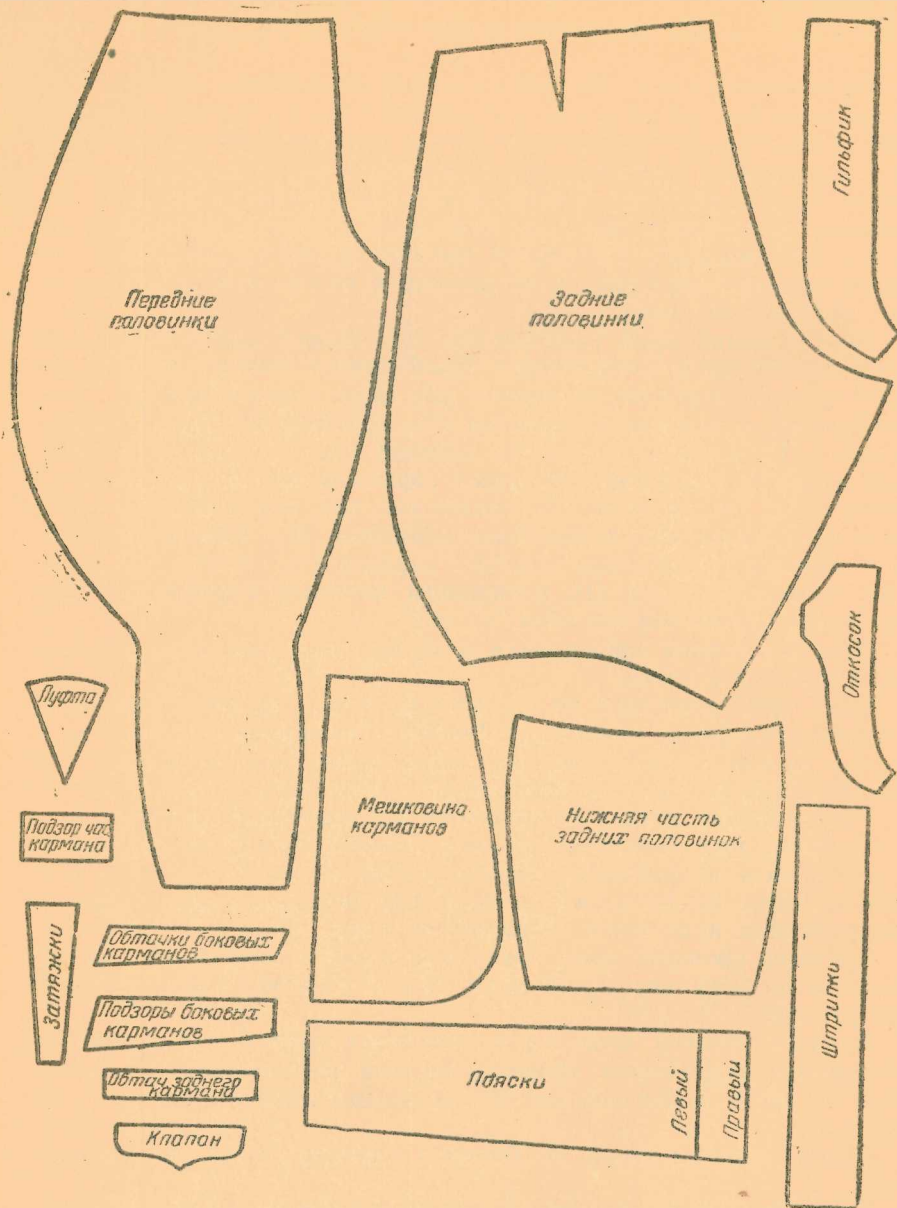 Гульфик
Передние
половинки
Задние
половинки
Откосок
Луфта
Мешковина
карманов
Нижняя часть
задних половинок
Подзор час
кармана
Затяжки
Обтачки боковых
карманов
Штрипки
Подзоры боковых
карманов
Обтач заднего
кармана
Пояски
Левый
Правый
Клапан